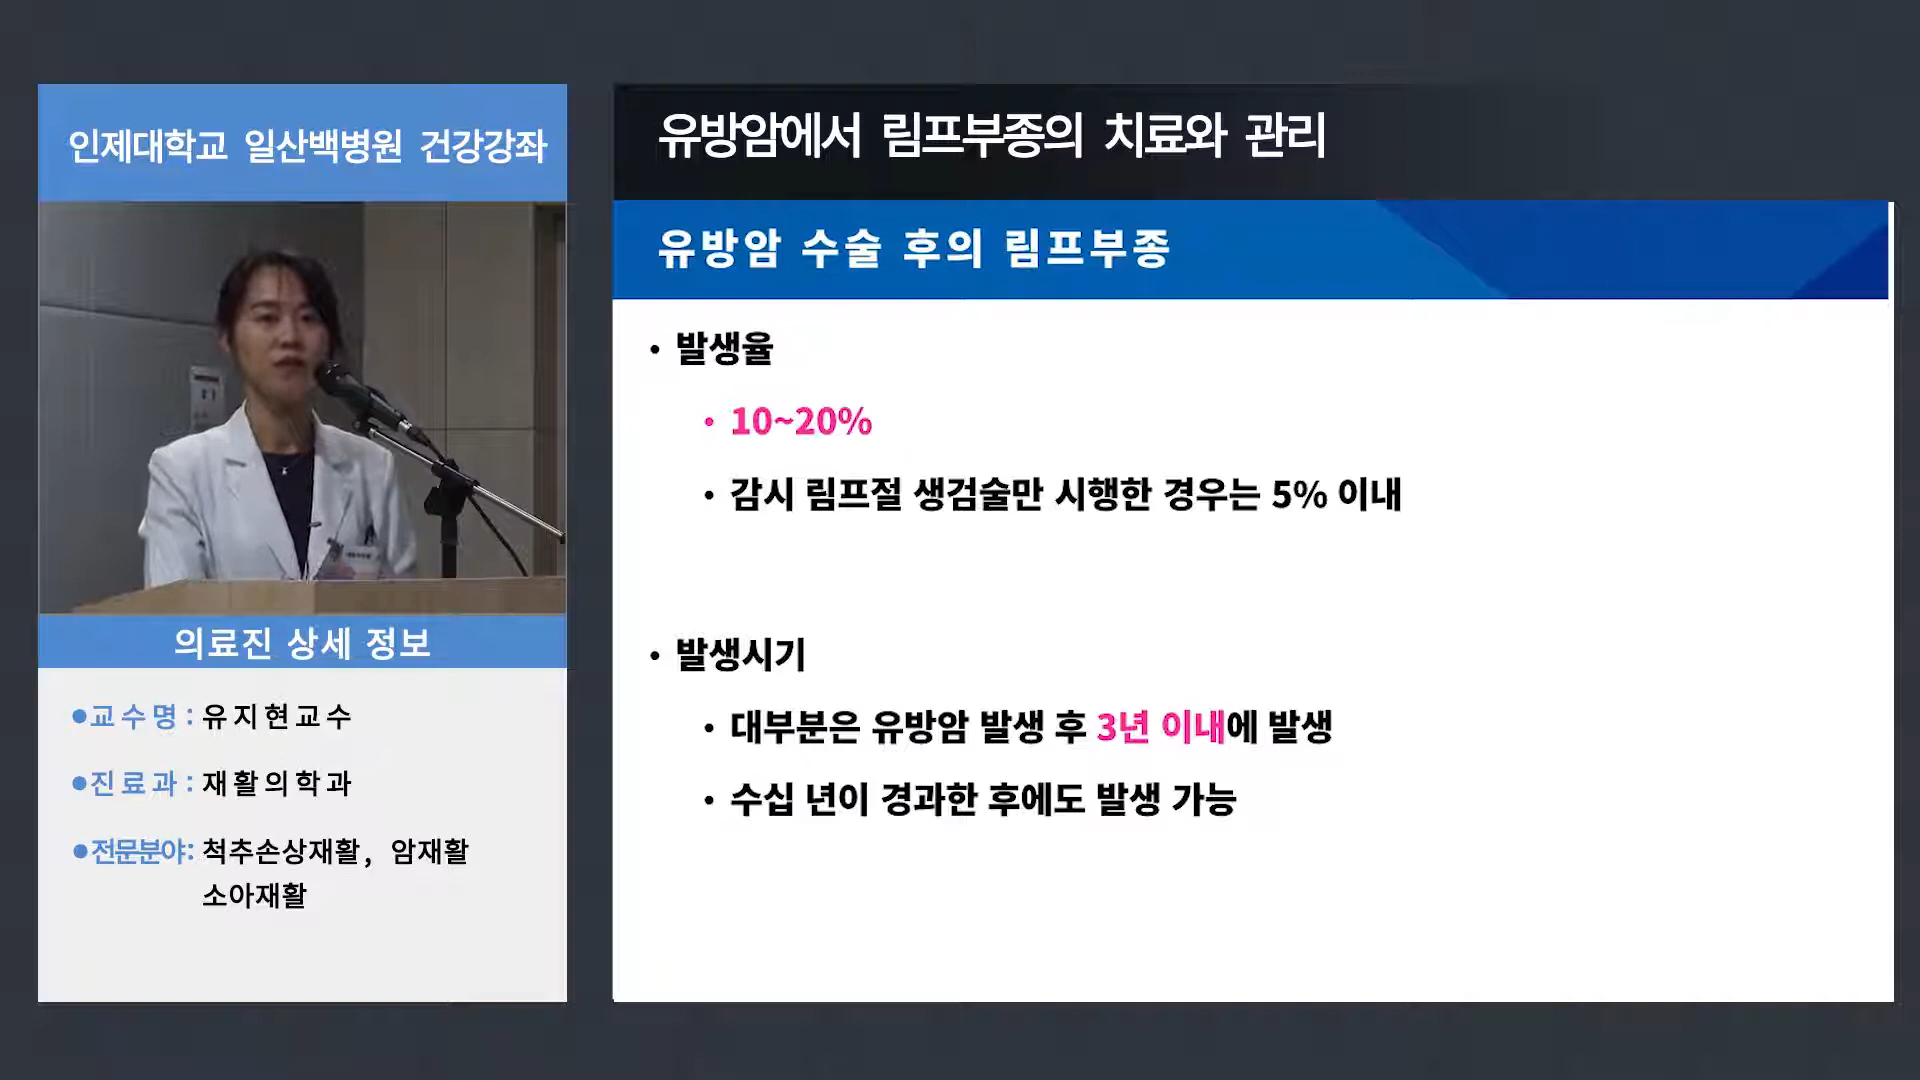 인제대학교 일산백병원 건강강좌
의료진 상세 정보
●교수명 : 유지현교수
●진료과 : 재활의학과
●전문분야: 척추손상재활, 암재활
소아재활
유방암에서 림프부종의 치료와 관리
유방암 수술 후의 림프부종
• 발생율
• 10~20%
• 감시 림프절 생검술만 시행한 경우는 5% 이내
• 발생시기
• 대부분은 유방암 발생 후 3년 이내에 발생
• 수십 년이 경과한 후에도 발생 가능